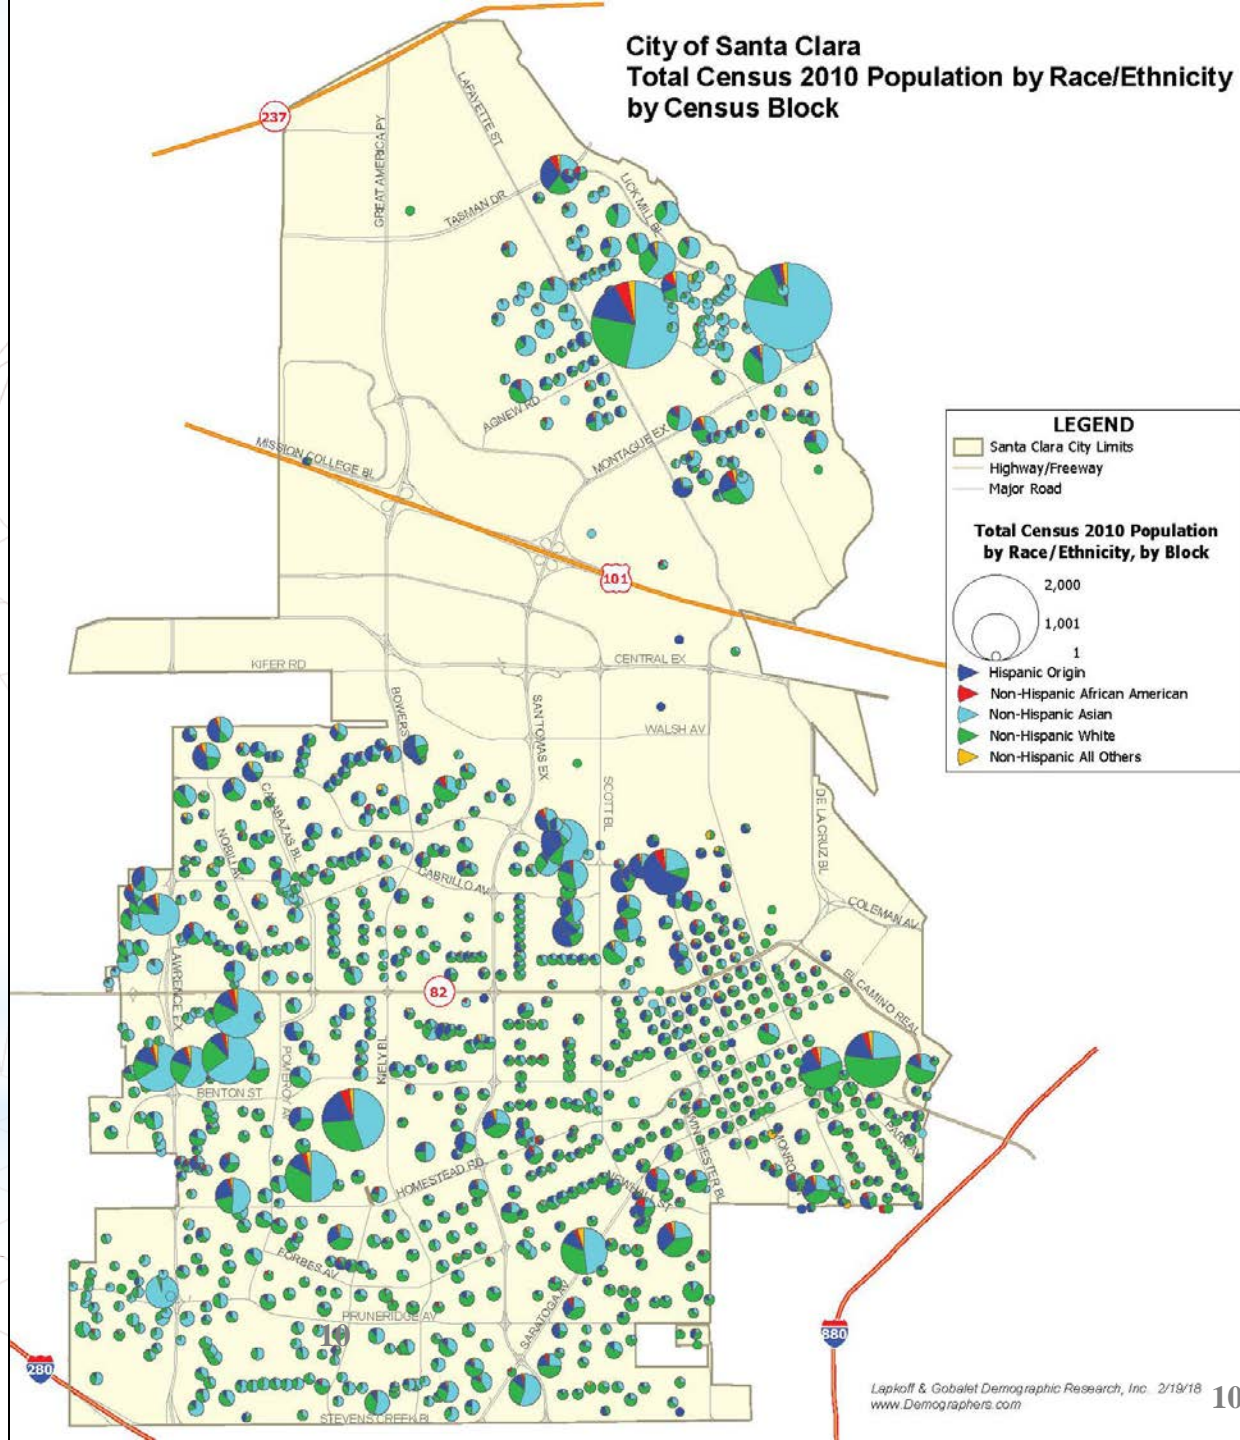 City of Santa Clara
Total Census 2010 Population by Race/Ethnicity
by Census Block
237
GREAT AMERICA PY
LAFAYETTE ST
LICK MILL BL
TASMAN DR
AGNEW RD
MONTAGUE EX
MISSION COLLEGE BL
101
LEGEND
Santa Clara City Limits
Highway/Freeway
Major Road
Total Census 2010 Population
by Race/Ethnicity, by Block
2,000
1,001
1
Hispanic Origin
Non-Hispanic African American
Non-Hispanic Asian
Non-Hispanic White
Non-Hispanic All Others
KIFER RD
CENTRAL EX
BOWERS
SAN TOMAS EX
WALSH AV
SCOTT BL
DE LA CRUZ BL
CALABAZAS BL
NOBILI AV
CABRILLO AV
COLEMAN AV
LAWRENCE EX
82
EL CAMINO REAL
POMEROY AV
KIELY BL
BENTON ST
WINCHESTER BL
MONROE
PARK AV
HOMESTEAD RD
NEWHALL ST
FORBES AV
SARATOGA AV
PRUNERIDGE AV
10
880
280
STEVENS CREEK BL
Lapkoff & Gobalet Demographic Research, Inc. 2/19/18
www.Demographers.com
10